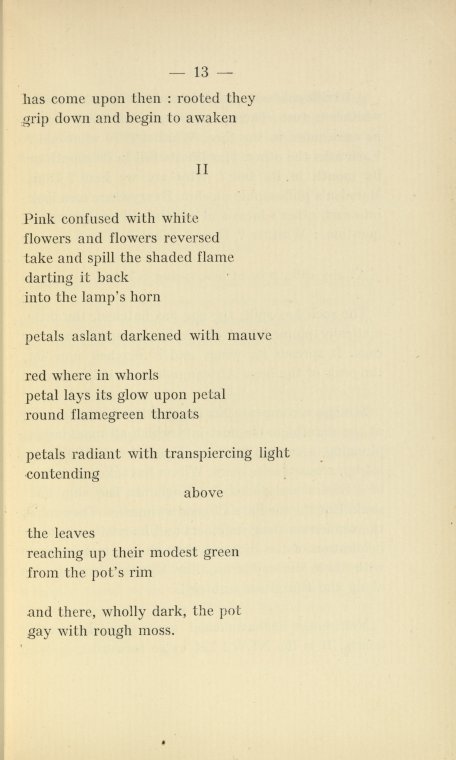 — 13 —
has come upon then : rooted they
grip down and begin to awaken
II
Pink confused with white
flowers and flowers reversed
take and spill the shaded flame
darting it back
into the lamp's horn
petals aslant darkened with mauve
red where in whorls
petal lays its glow upon petal
round flamegreen throats
petals radiant with transpiercing light
contending
above
the leaves
reaching up their modest green
from the pot's rim
and there, wholly dark, the pot
gay with rough moss.